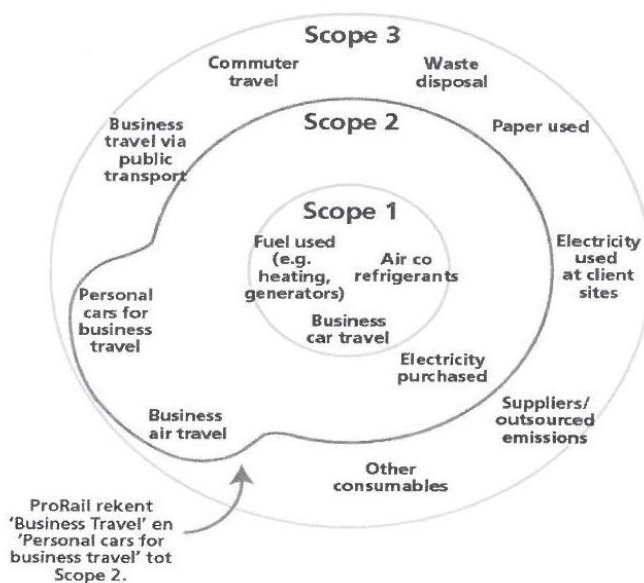 Scope 3
Commuter
travel
Waste
disposal
Business
travel via
public
transport
Scope 2
Paper used
Scope 1
Fuel used
(e.g.
heating,
generators)
Air co
refrigerants
Business
car travel
Electricity
used
at client
sites
Personal
cars for
business
travel
Electricity
purchased
Business
air travel
Suppliers/
outsourced
emissions
Other
consumables
ProRail rekent
'Business Travel' en
'Personal cars for
business travel' tot
Scope 2.